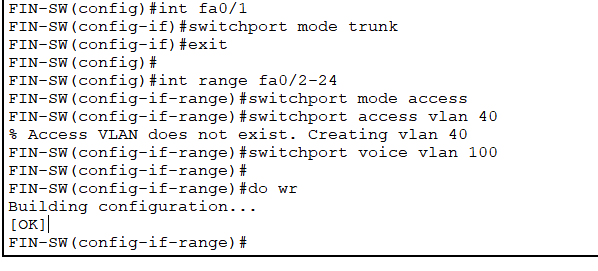 FIN-SW(config)#int fa0/1
FIN-SW(config-if)#switchport mode trunk
FIN-SW(config-if)#exit
FIN-SW(config)#
FIN-SW(config)#int range fa0/2-24
FIN-SW(config-if-range)#switchport mode access
FIN-SW(config-if-range)#switchport access vlan 40
% Access VLAN does not exist. Creating vlan 40
FIN-SW(config-if-range)#switchport voice vlan 100
FIN-SW(config-if-range)#
FIN-SW(config-if-range)#do wr
Building configuration...
[OK]
FIN-SW(config-if-range)#